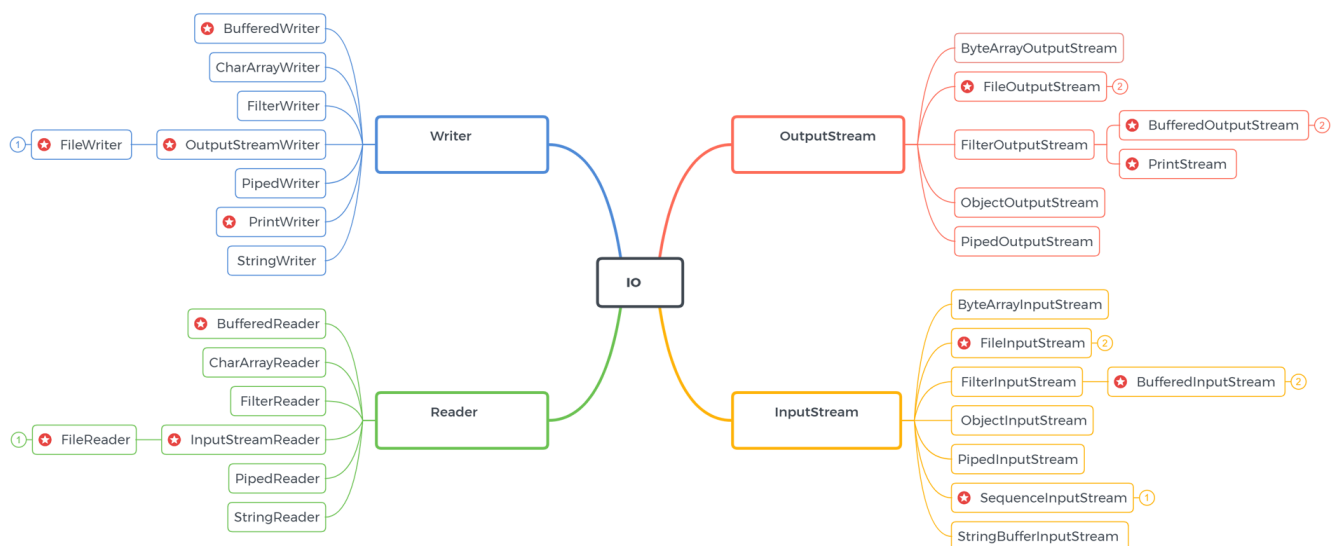 BufferedWriter
CharArrayWriter
FilterWriter
1 FileWriter OutputStreamWriter
PipedWriter
PrintWriter
StringWriter
Writer
BufferedReader
CharArrayReader
FilterReader
1 FileReader InputStreamReader
PipedReader
StringReader
Reader
IO
OutputStream
ByteArrayOutputStream
FileOutputStream 2
FilterOutputStream
BufferedOutputStream 2
PrintStream
ObjectOutputStream
PipedOutputStream
InputStream
ByteArrayInputStream
FileInputStream 2
FilterInputStream BufferedInputStream 2
ObjectInputStream
PipedInputStream
SequenceInputStream 1
StringBufferInputStream